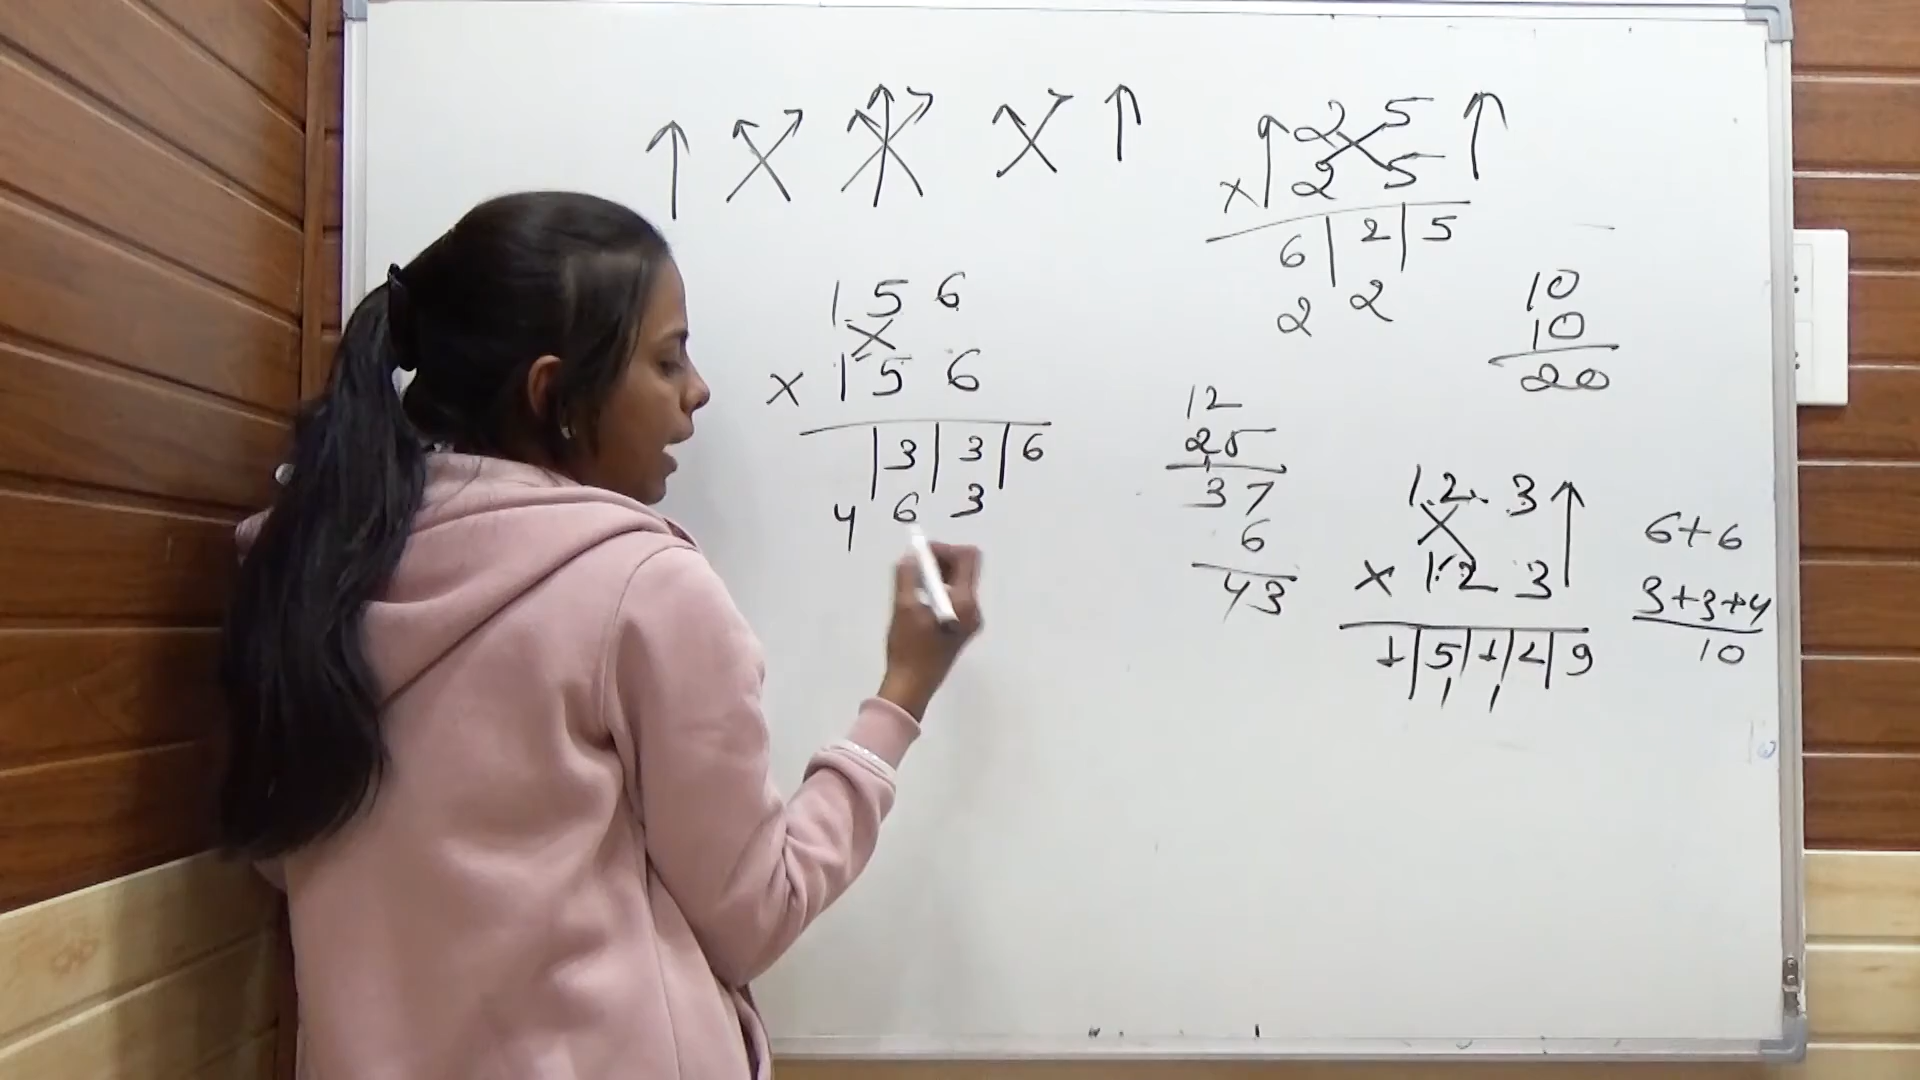 1 5 6
× 1 5 6
| 3 | 3 | 6
4 6 3
2 5
× 2 5
6 | 2 | 5
2 2
10
10
20
12
25
37
6
43
1 2 3
× 1 2 3
1 | 5 | 1 | 2 | 9
1 1
6+6
3+3+4
10